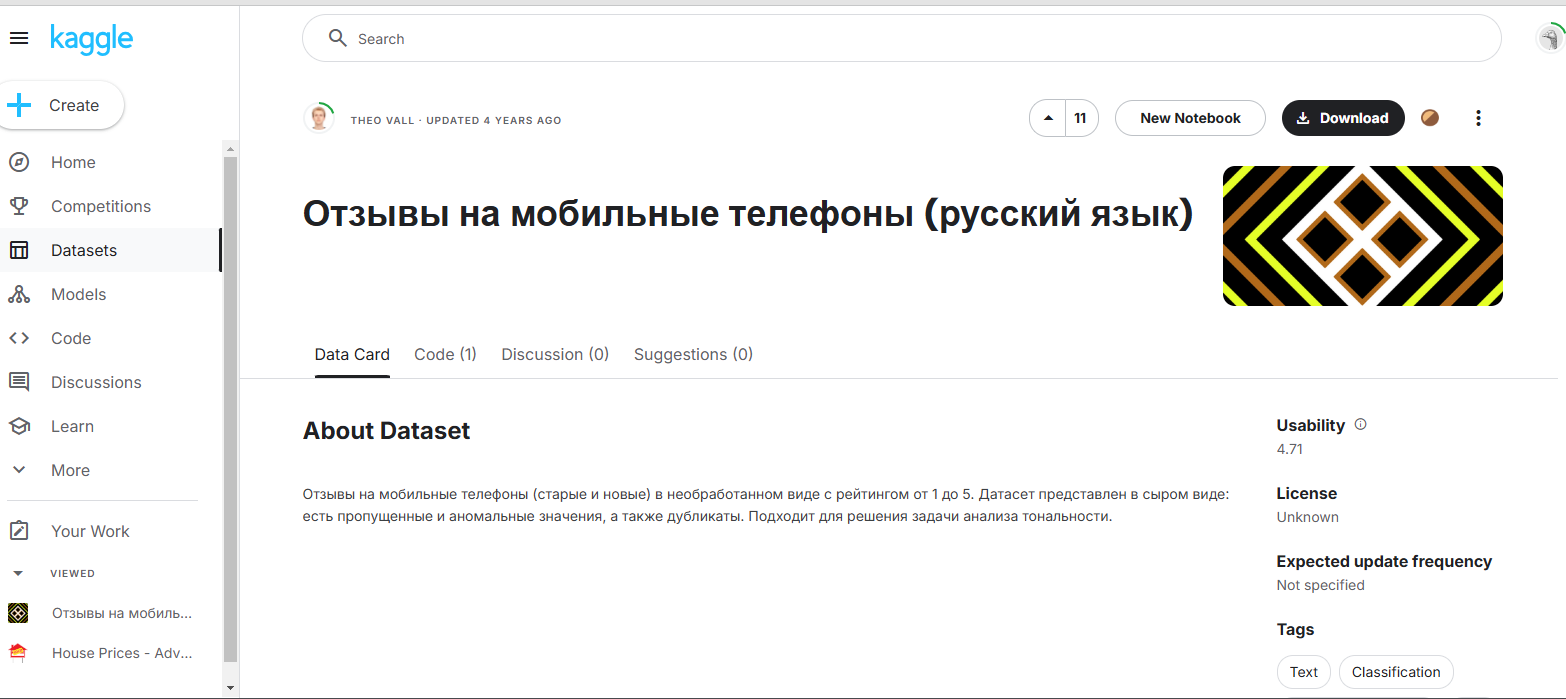 kaggle
Search
Create
Home
Competitions
Datasets
Models
Code
Discussions
Learn
More
Your Work
VIEWED
Отзывы на мобиль...
House Prices - Adv...
THEO VALL · UPDATED 4 YEARS AGO
11
New Notebook
Download
Отзывы на мобильные телефоны (русский язык)
Data Card
Code (1)
Discussion (0)
Suggestions (0)
About Dataset
Отзывы на мобильные телефоны (старые и новые) в необработанном виде с рейтингом от 1 до 5. Датасет представлен в сыром виде:
есть пропущенные и аномальные значения, а также дубликаты. Подходит для решения задачи анализа тональности.
Usability
4.71
License
Unknown
Expected update frequency
Not specified
Tags
Text
Classification